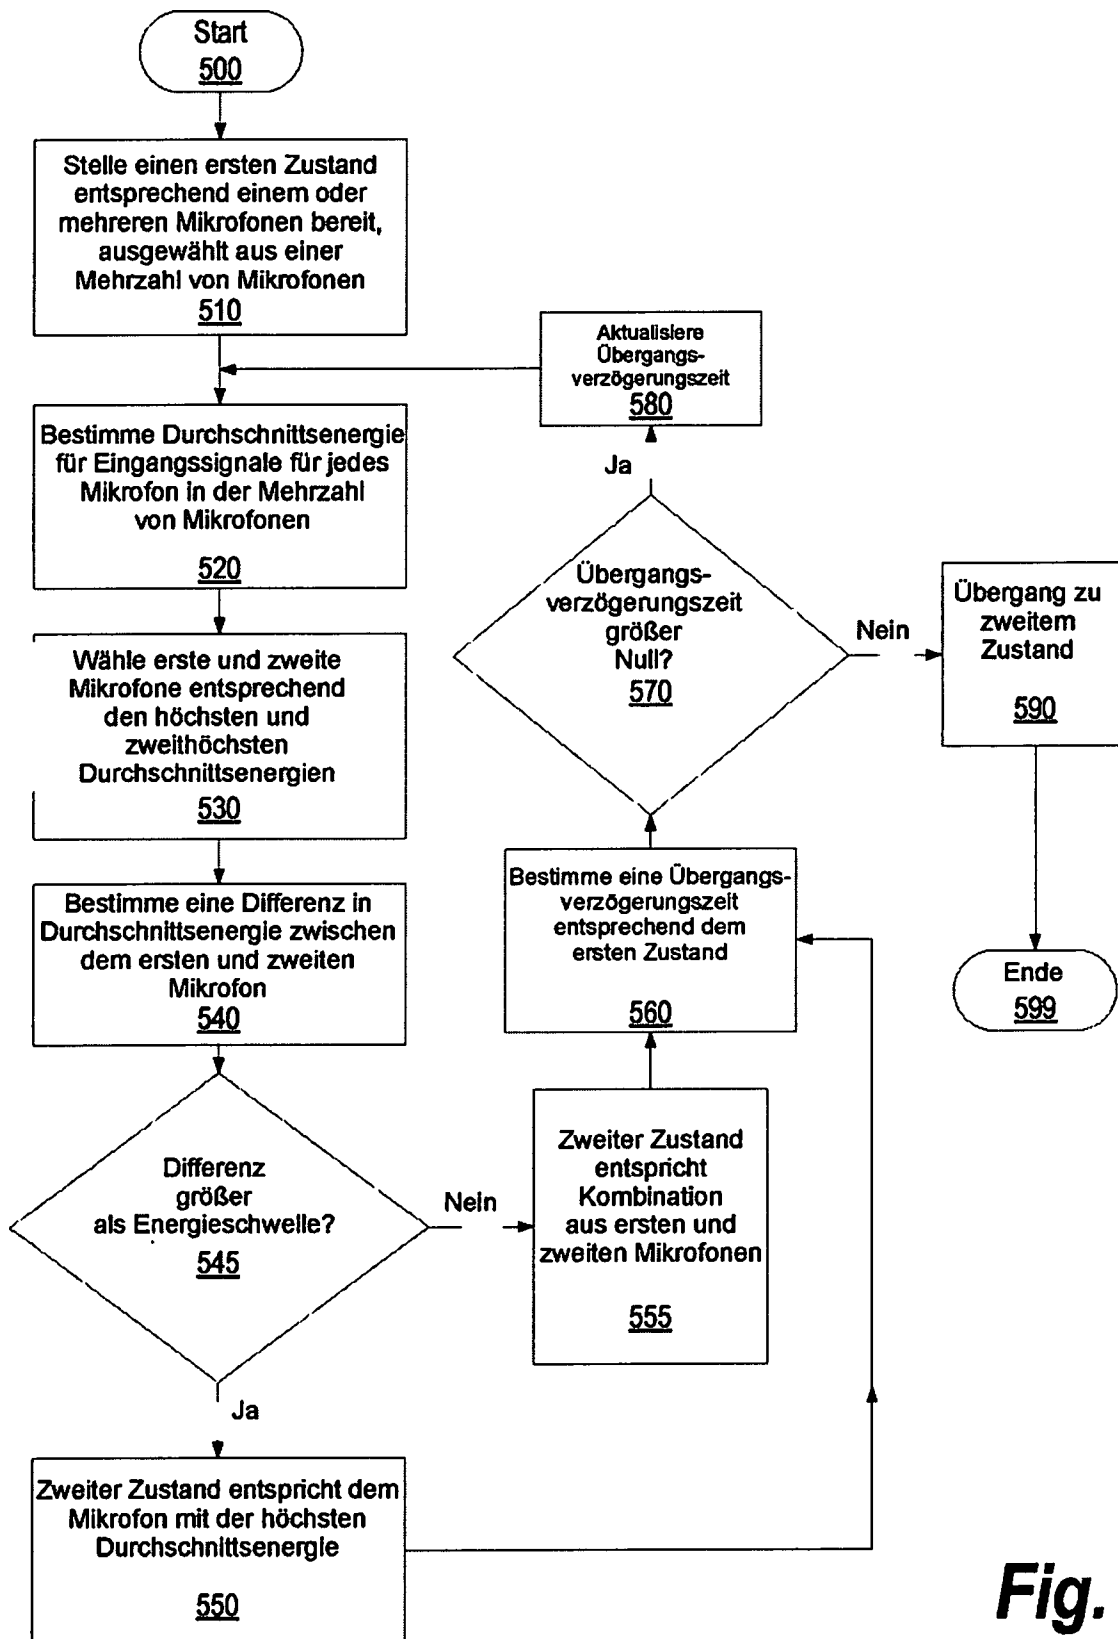 Start
500
Stelle einen ersten Zustand
entsprechend einem oder
mehreren Mikrofonen bereit,
ausgewählt aus einer
Mehrzahl von Mikrofonen
510
Bestimme Durchschnittsenergie
für Eingangssignale für jedes
Mikrofon in der Mehrzahl
von Mikrofonen
520
Wähle erste und zweite
Mikrofone entsprechend
den höchsten und
zweithöchsten
Durchschnittsenergien
530
Bestimme eine Differenz in
Durchschnittsenergie zwischen
dem ersten und zweiten
Mikrofon
540
Differenz
größer
als Energieschwelle?
545
Nein
Ja
Zweiter Zustand entspricht dem
Mikrofon mit der höchsten
Durchschnittsenergie
550
Zweiter Zustand
entspricht
Kombination
aus ersten und
zweiten Mikrofonen
555
Bestimme eine Übergangs-
verzögerungszeit
entsprechend dem
ersten Zustand
560
Übergangs-
verzögerungszeit
größer
Null?
570
Ja
Nein
Aktualisiere
Übergangs-
verzögerungszeit
580
Übergang zu
zweitem
Zustand
590
Ende
599
Fig.